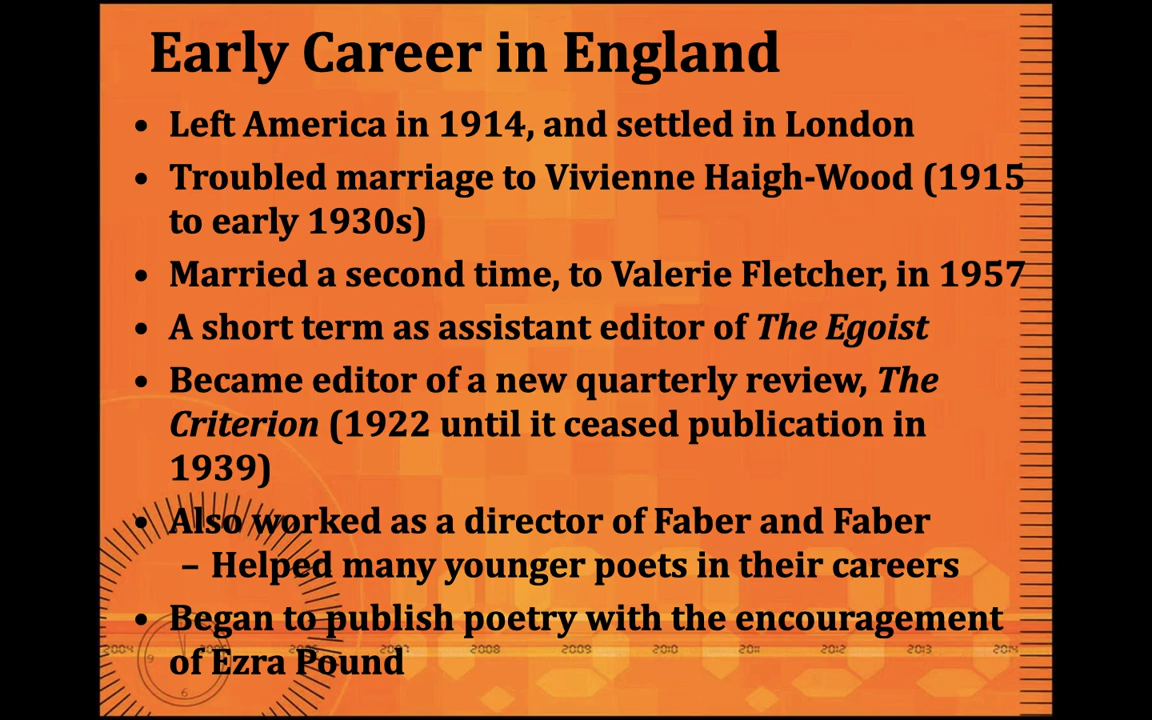 Early Career in England
• Left America in 1914, and settled in London
• Troubled marriage to Vivienne Haigh-Wood (1915
to early 1930s)
• Married a second time, to Valerie Fletcher, in 1957
• A short term as assistant editor of The Egoist
• Became editor of a new quarterly review, The
Criterion (1922 until it ceased publication in
1939)
• Also worked as a director of Faber and Faber
– Helped many younger poets in their careers
• Began to publish poetry with the encouragement
of Ezra Pound
2004 2007 2008 2009 2010 2011 2012 2013 2014
9
6